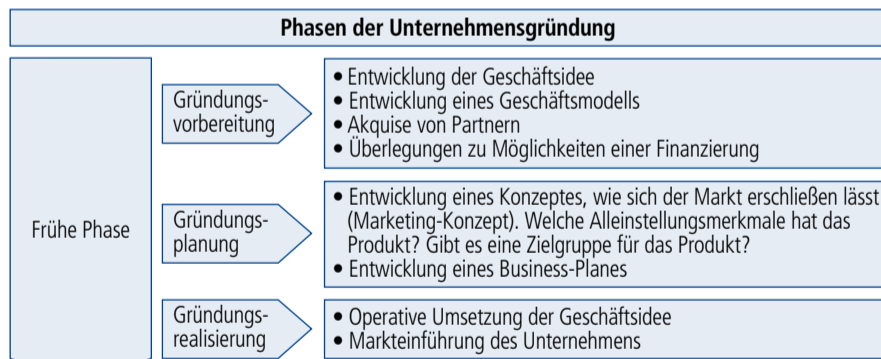 Phasen der Unternehmensgründung
Frühe Phase
Gründungs-
vorbereitung
• Entwicklung der Geschäftsidee
• Entwicklung eines Geschäftsmodells
• Akquise von Partnern
• Überlegungen zu Möglichkeiten einer Finanzierung
Gründungs-
planung
• Entwicklung eines Konzeptes, wie sich der Markt erschließen lässt
(Marketing-Konzept). Welche Alleinstellungsmerkmale hat das
Produkt? Gibt es eine Zielgruppe für das Produkt?
• Entwicklung eines Business-Planes
Gründungs-
realisierung
• Operative Umsetzung der Geschäftsidee
• Markteinführung des Unternehmens